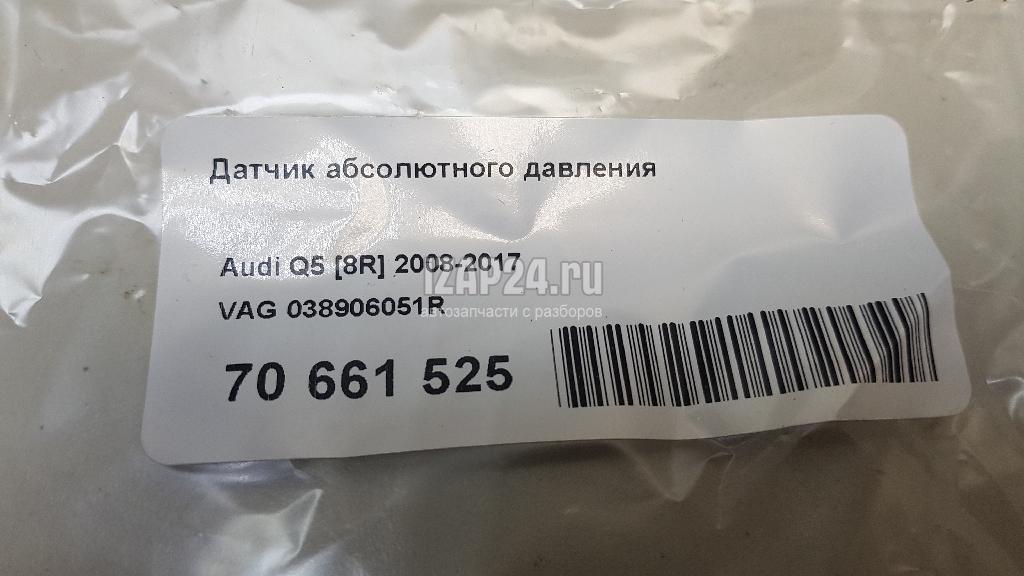 Датчик абсолютного давления
Audi Q5 [8R] 2008-2017
IZAP24.ru
VAG 038906051R
автозапчасти с разборов
70 661 525